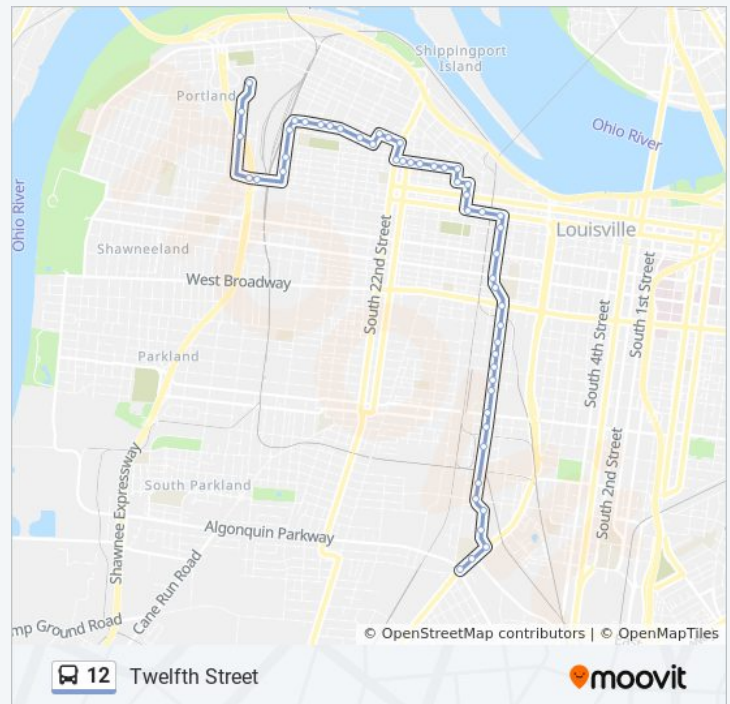 Shippingport
Island
Portland
Ohio River
Ohio River
Louisville
Shawneeland
West Broadway
South 22nd Street
South 1st Street
South 4th Street
Parkland
South 2nd Street
South Parkland
Shawnee Expressway
Algonquin Parkway
Cane Run Road
mp Ground Road
© OpenStreetMap contributors | © OpenMapTiles
12 Twelfth Street
moovit